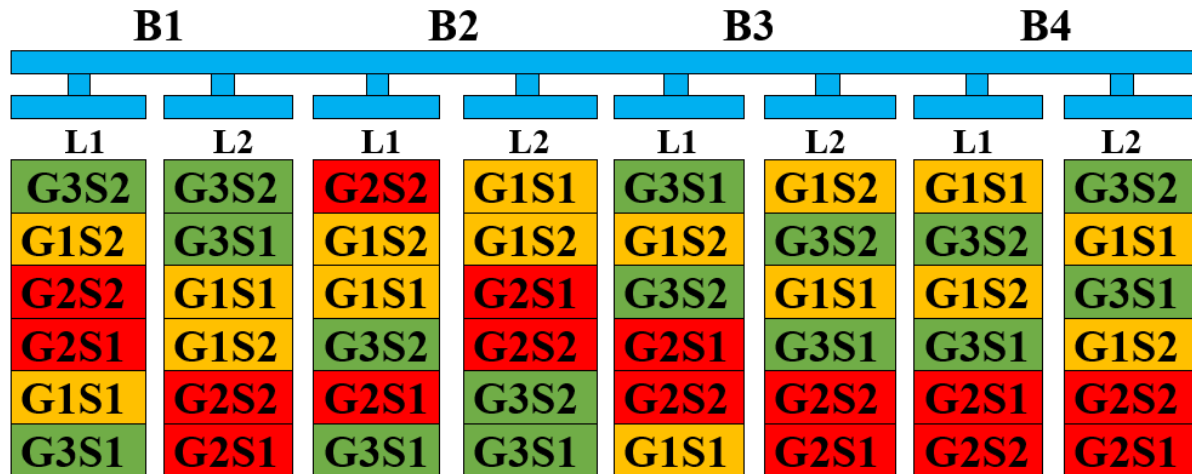 B1 B2 B3 B4
L1 L2 L1 L2 L1 L2 L1 L2
G3S2 G3S2 G2S2 G1S1 G3S1 G1S2 G1S1 G3S2
G1S2 G3S1 G1S2 G1S2 G1S2 G3S2 G3S2 G1S1
G2S2 G1S1 G1S1 G2S1 G3S2 G1S1 G1S2 G3S1
G2S1 G1S2 G3S2 G2S2 G2S1 G3S1 G3S1 G1S2
G1S1 G2S2 G2S1 G3S2 G2S2 G2S2 G2S1 G2S2
G3S1 G2S1 G3S1 G3S1 G1S1 G2S1 G2S2 G2S1